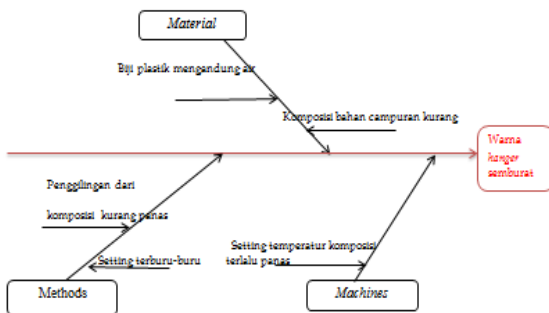 Material
Biji plastik mengandung air
Komposisi bahan campuran kurang
Warna
hanger
semburat
Penggilingan dari
komposisi kurang panas
Setting terburu-buru
Setting temperatur komposisi
terlalu panas
Methods
Machines